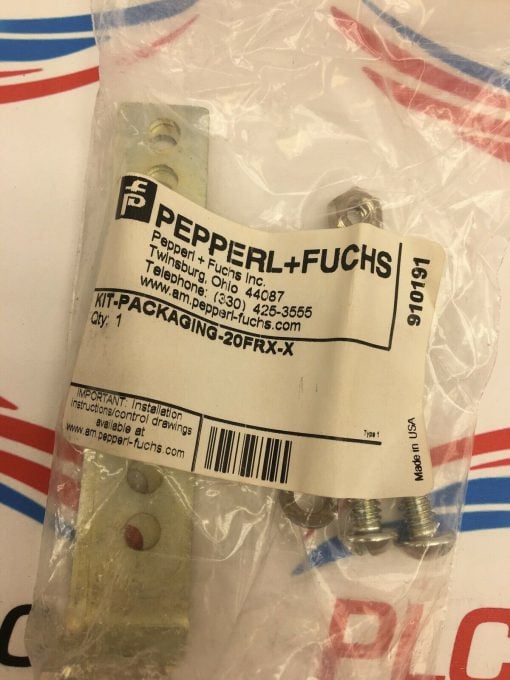 PEPPERL+FUCHS
Pepperl + Fuchs Inc.
Twinsburg, Ohio 44087
Telephone: (330) 425-3555
www.am.pepperl-fuchs.com
KIT-PACKAGING-20FRX-X
Qty: 1
IMPORTANT: Installation
instructions/control drawings
available at
www.am.pepperl-fuchs.com
Type 1
910191
Made in USA
PLC